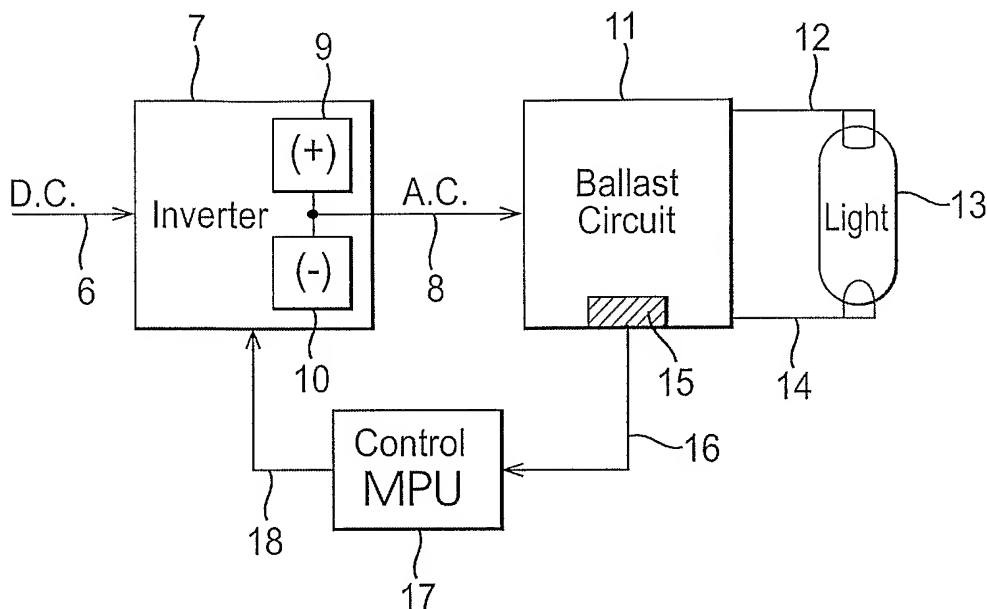 7
9
11
12
(+)
D.C.
Inverter
A.C.
Ballast
Circuit
Light
13
6
(-)
8
10
15
14
Control
MPU
16
18
17